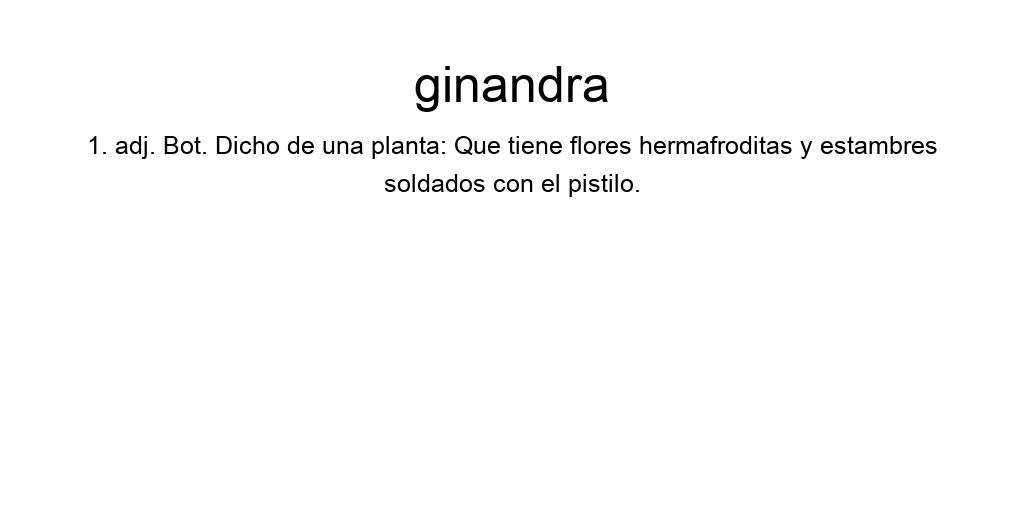 ginandra
1. adj. Bot. Dicho de una planta: Que tiene flores hermafroditas y estambres
soldados con el pistilo.